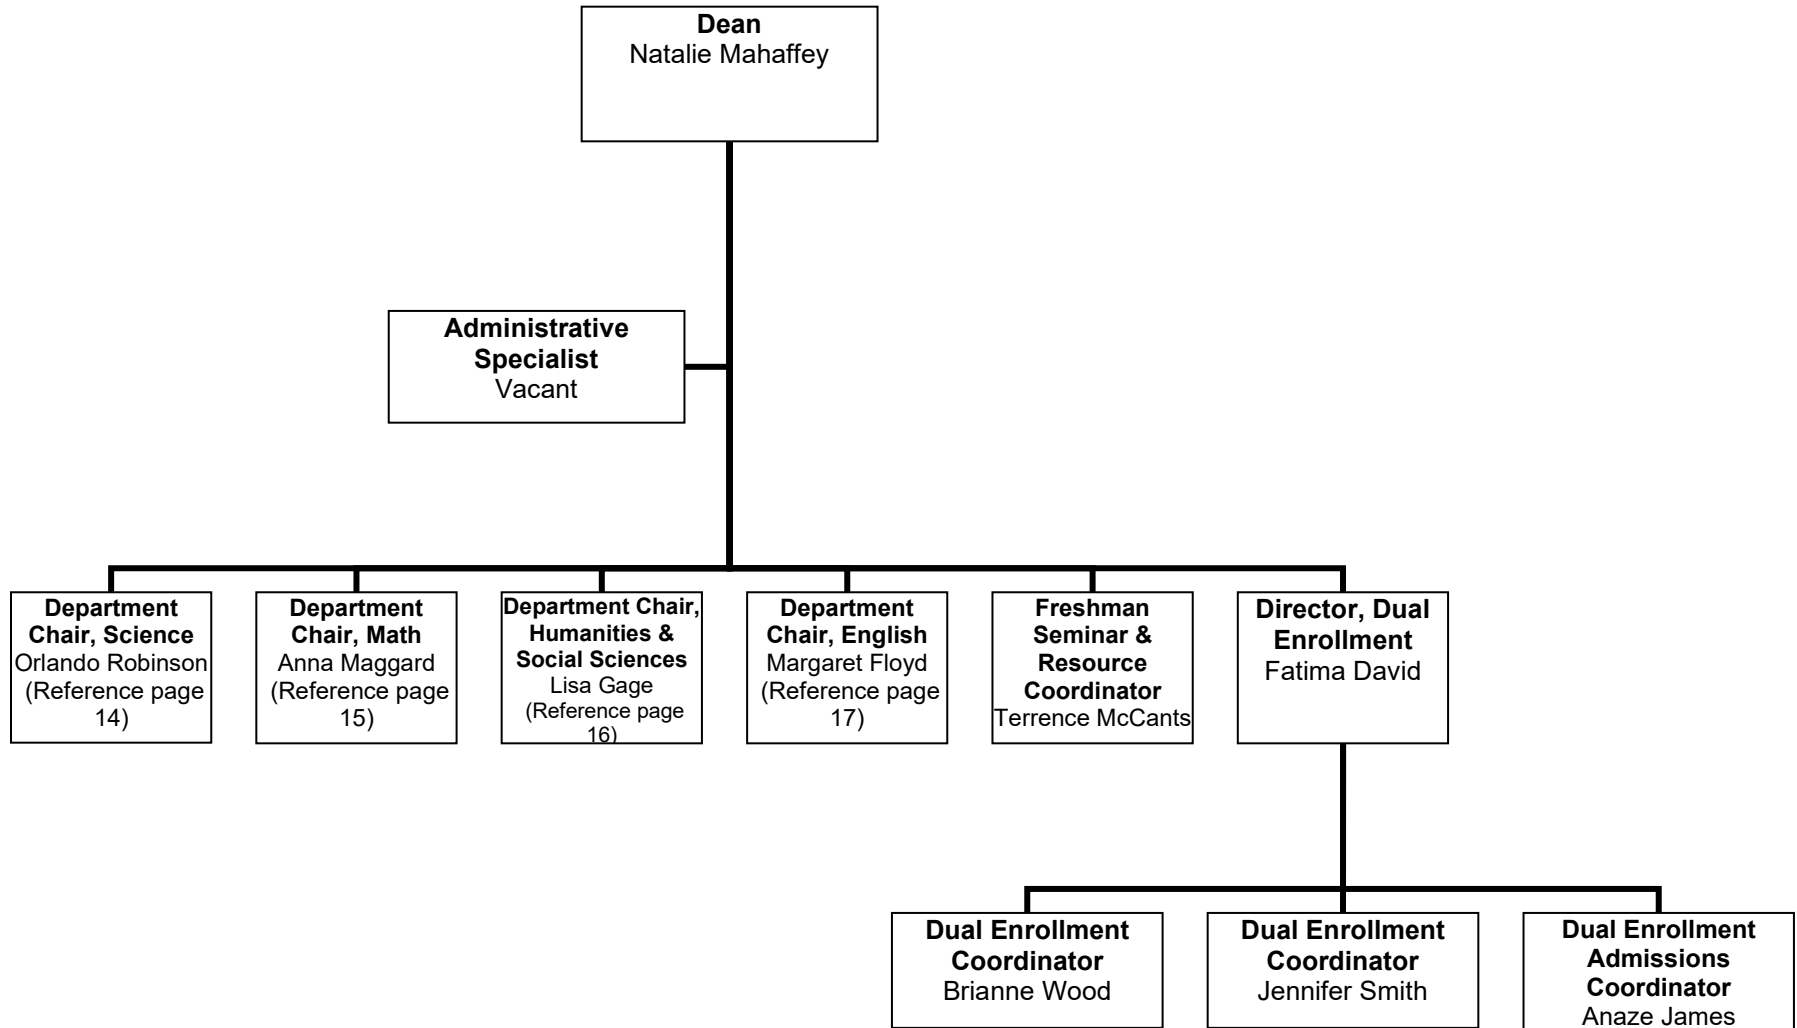 Dean
Natalie Mahaffey
Administrative
Specialist
Vacant
Department
Chair, Science
Orlando Robinson
(Reference page
14)
Department
Chair, Math
Anna Maggard
(Reference page
15)
Department Chair,
Humanities &
Social Sciences
Lisa Gage
(Reference page
16)
Department
Chair, English
Margaret Floyd
(Reference page
17)
Freshman
Seminar &
Resource
Coordinator
Terrence McCants
Director, Dual
Enrollment
Fatima David
Dual Enrollment
Coordinator
Brianne Wood
Dual Enrollment
Coordinator
Jennifer Smith
Dual Enrollment
Admissions
Coordinator
Anaze James